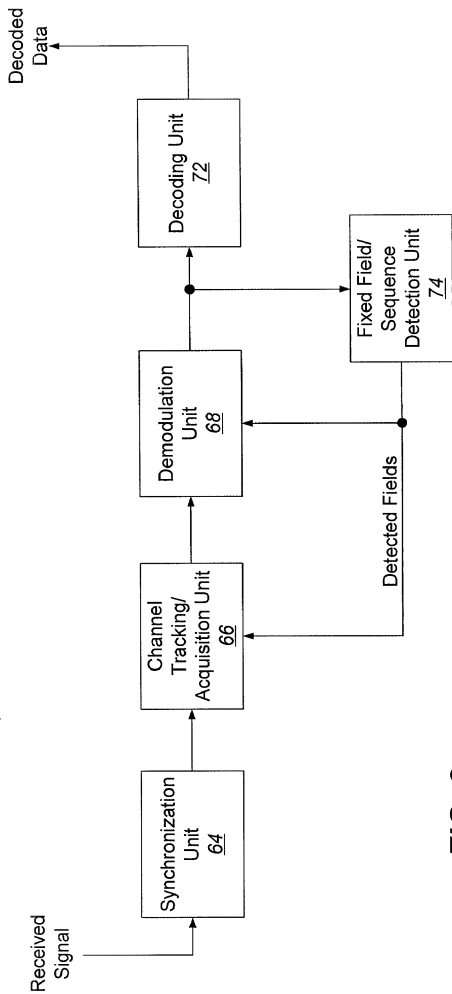 Received
Signal
Synchronization
Unit
64
Channel
Tracking/
Acquisition Unit
66
Demodulation
Unit
68
Decoding Unit
72
Decoded
Data
Fixed Field/
Sequence
Detection Unit
74
Detected Fields